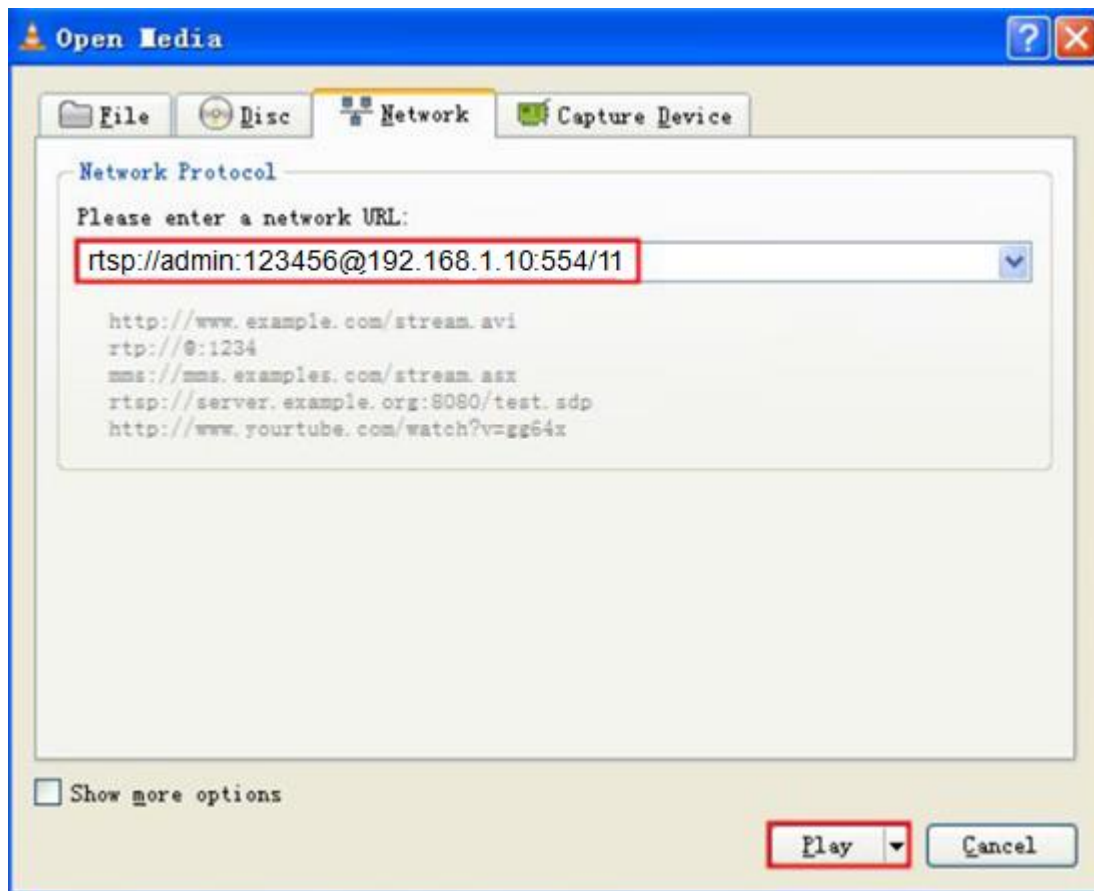 Open Media
File Disc Network Capture Device
Network Protocol
Please enter a network URL:
rtsp://admin:123456@192.168.1.10:554/11
http://www.example.com/stream.avi
rtp://@:1234
mms://mms.examples.com/stream.asx
rtsp://server.example.org:8080/test.sdp
http://www.yourtube.com/watch?v=gg64x
Show more options
Play Cancel